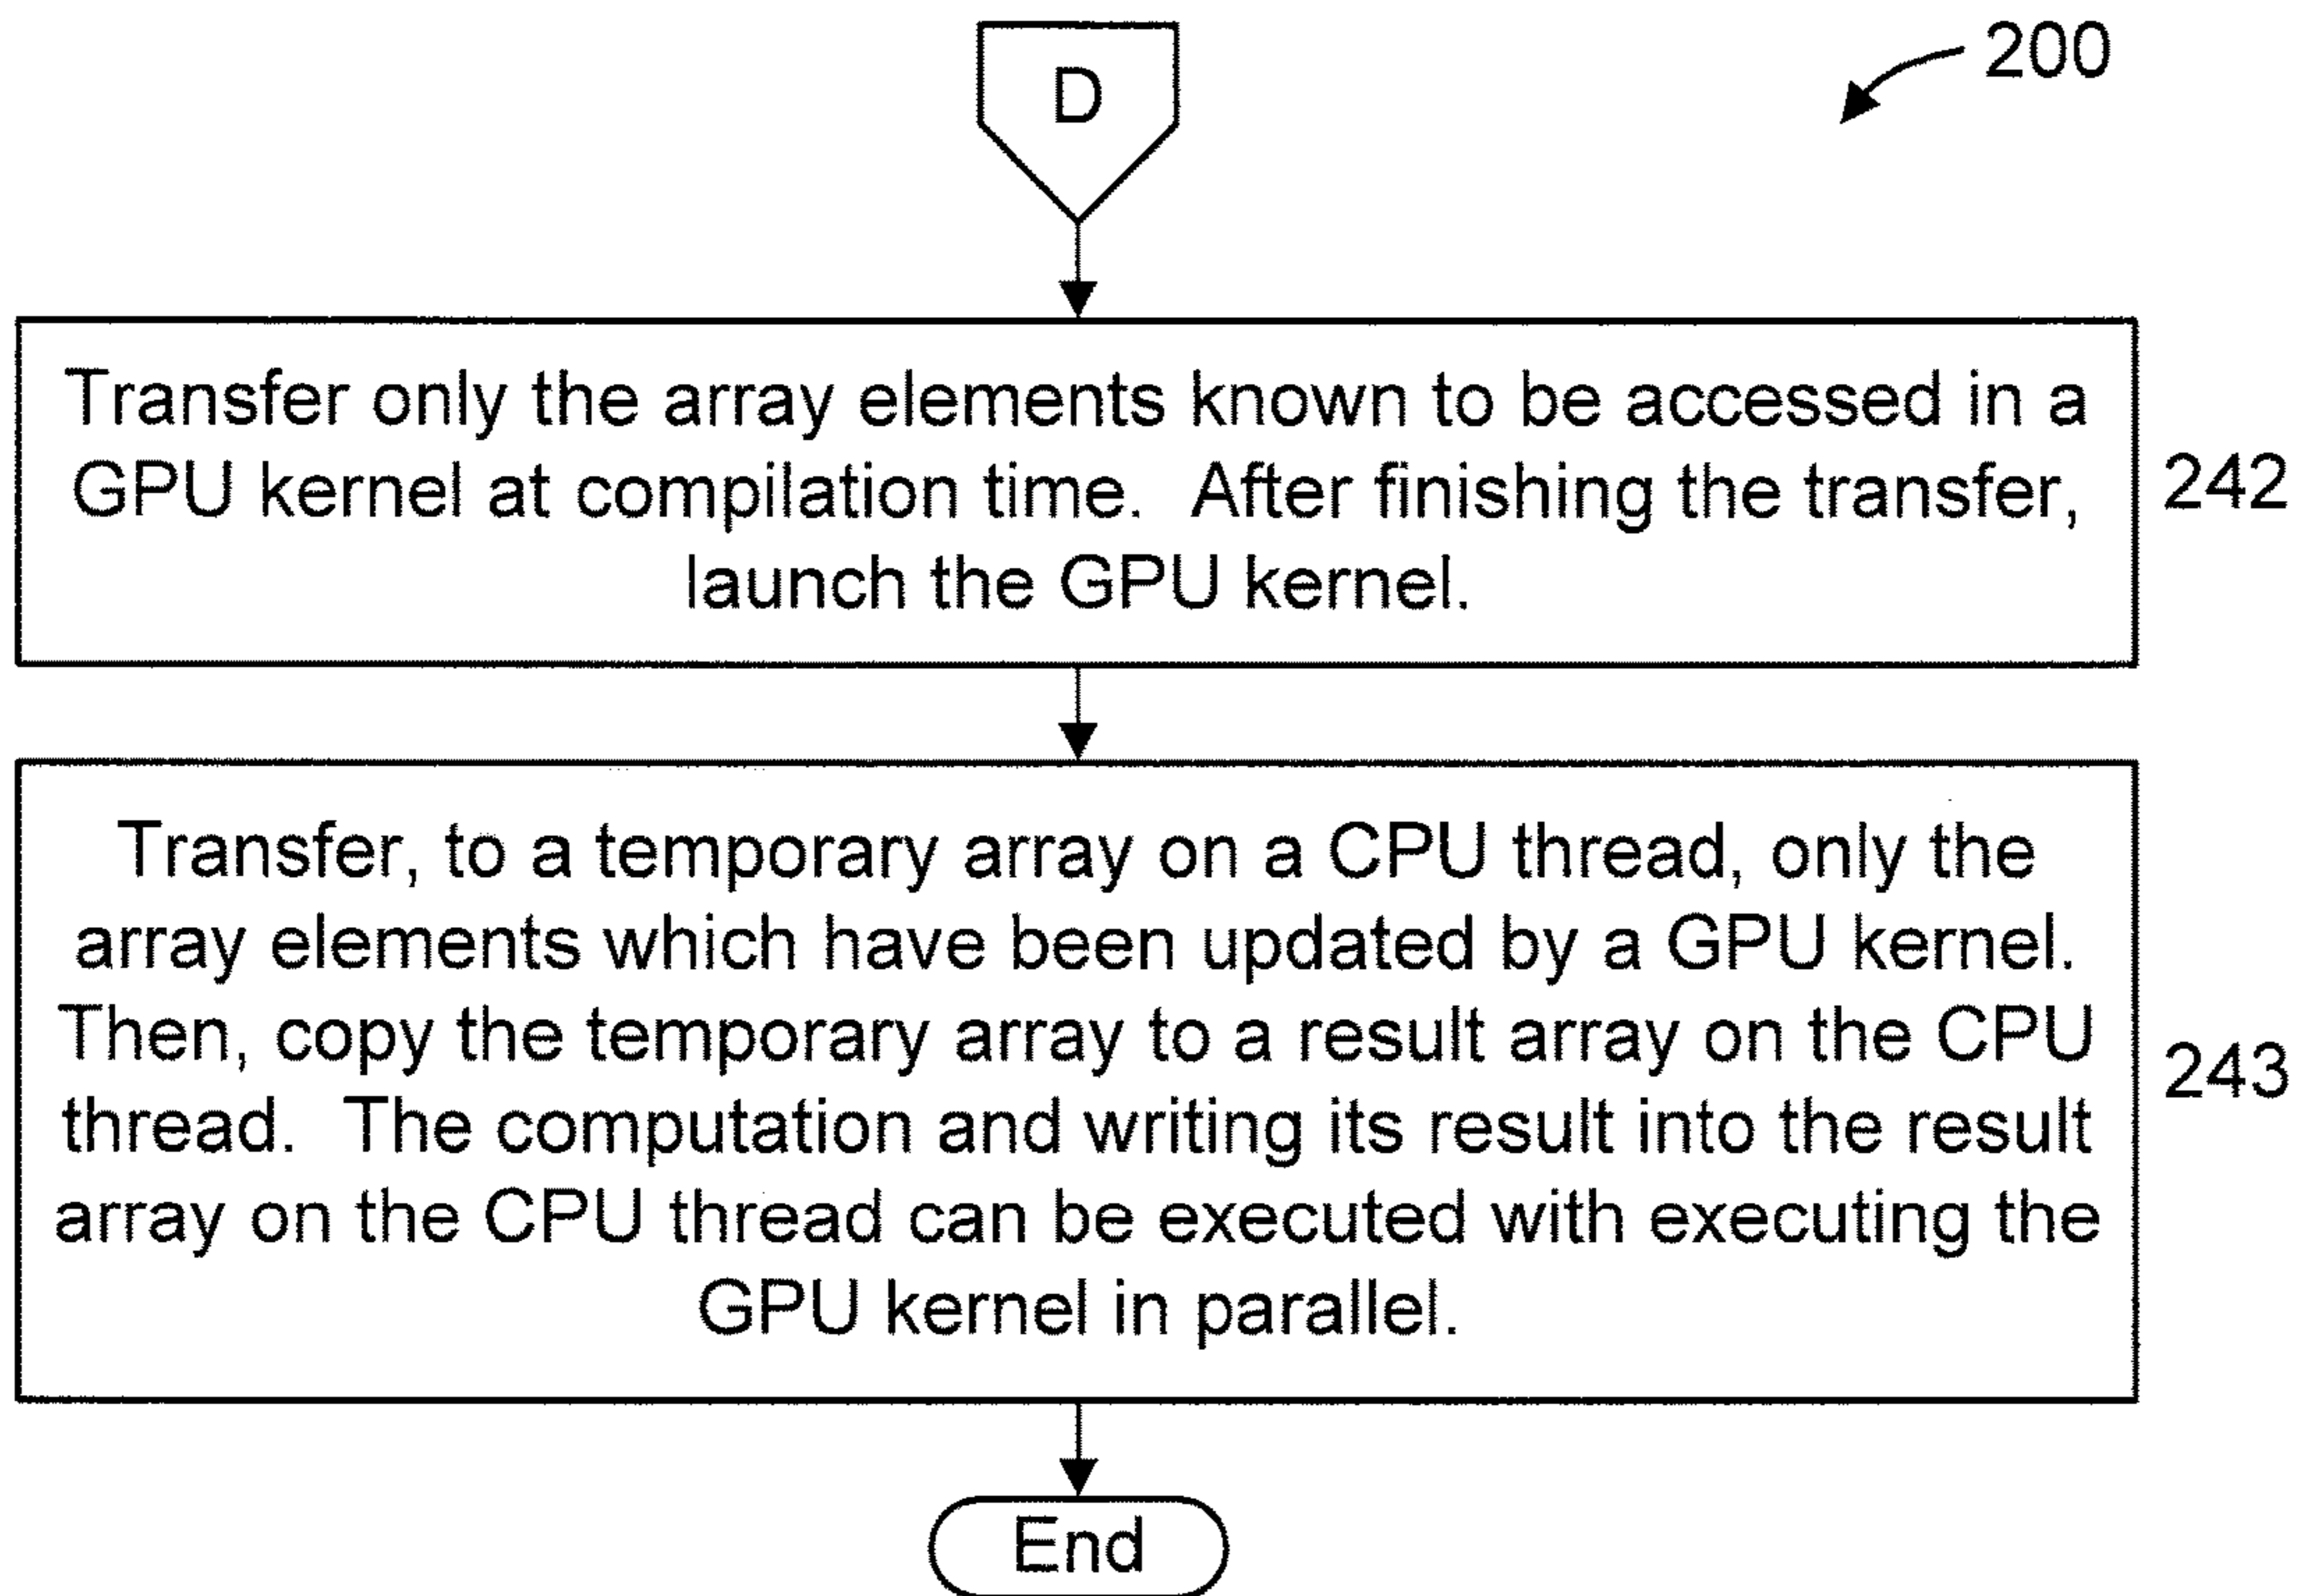 200
D
Transfer only the array elements known to be accessed in a
GPU kernel at compilation time.  After finishing the transfer,
launch the GPU kernel.
242
Transfer, to a temporary array on a CPU thread, only the
array elements which have been updated by a GPU kernel.
Then, copy the temporary array to a result array on the CPU
thread.  The computation and writing its result into the result
array on the CPU thread can be executed with executing the
GPU kernel in parallel.
243
End